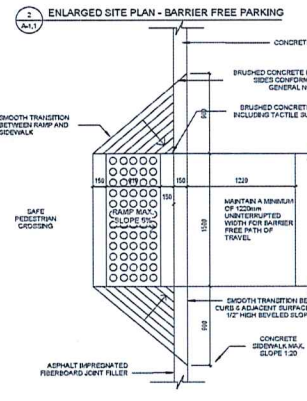 2
A-1.1
ENLARGED SITE PLAN - BARRIER FREE PARKING
CONCRETE
BRUSHED CONCRETE
SIDES CONFORM
GENERAL N
BRUSHED CONCRETE
INCLUDING TACTILE SU
SMOOTH TRANSITION
BETWEEN RAMP AND
SIDEWALK
900
150
150
1220
150
RAMP MAX.
SLOPE 5%
SAFE
PEDESTRIAN
CROSSING
1500
MAINTAIN A MINIMUM
OF 1220mm
UNINTERRUPTED
WIDTH FOR BARRIER
FREE PATH OF
TRAVEL
900
SMOOTH TRANSITION BE
CURB & ADJACENT SURFACE
1/2" HIGH BEVELED SLOP
CONCRETE
SIDEWALK MAX.
SLOPE 1:20
ASPHALT IMPREGNATED
FIBERBOARD JOINT FILLER